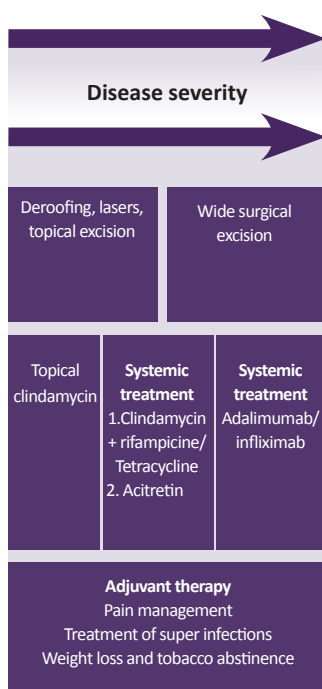 Disease severity
Deroofing, lasers,
topical excision
Wide surgical
excision
Topical
clindamycin
Systemic
treatment
1.Clindamycin
+ rifampicine/
Tetracycline
2. Acitretin
Systemic
treatment
Adalimumab/
infliximab
Adjuvant therapy
Pain management
Treatment of super infections
Weight loss and tobacco abstinence